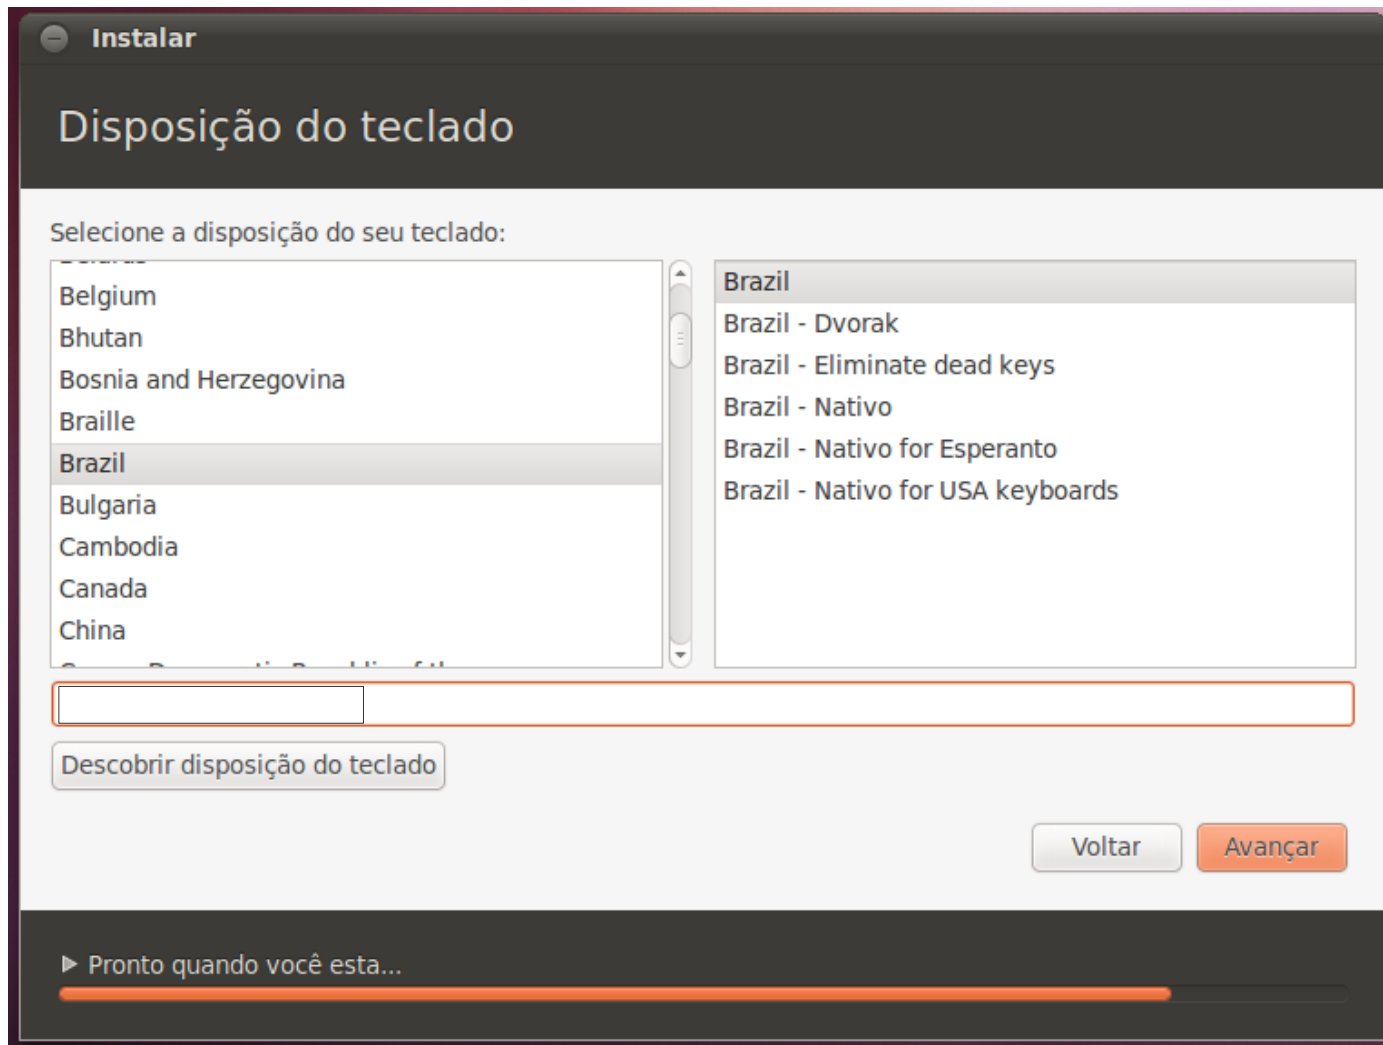 Instalar
Disposição do teclado
Selecione a disposição do seu teclado:
Belgium
Bhutan
Bosnia and Herzegovina
Braille
Brazil
Bulgaria
Cambodia
Canada
China
Brazil
Brazil - Dvorak
Brazil - Eliminate dead keys
Brazil - Nativo
Brazil - Nativo for Esperanto
Brazil - Nativo for USA keyboards
Descobrir disposição do teclado
Voltar
Avançar
Pronto quando você esta...